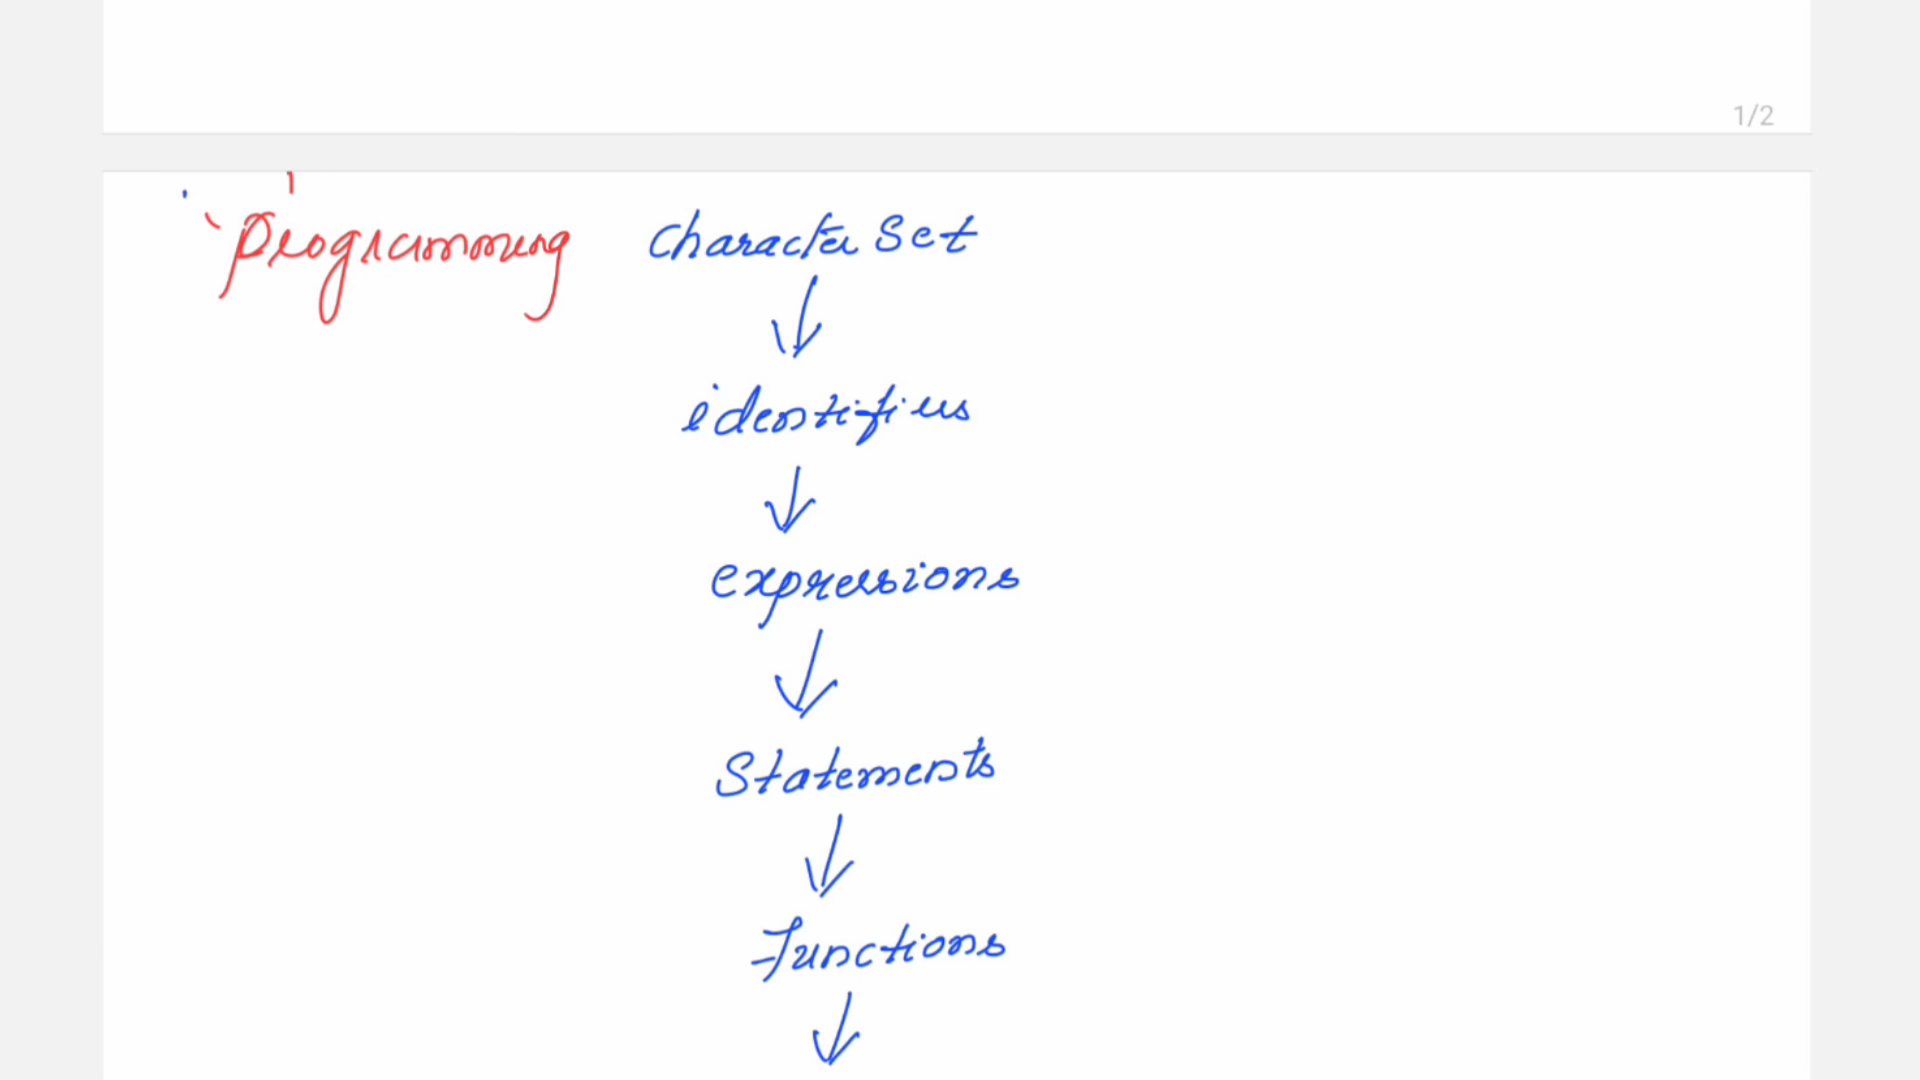 1/2
Programming Character Set
identifiers
expressions
Statements
Functions